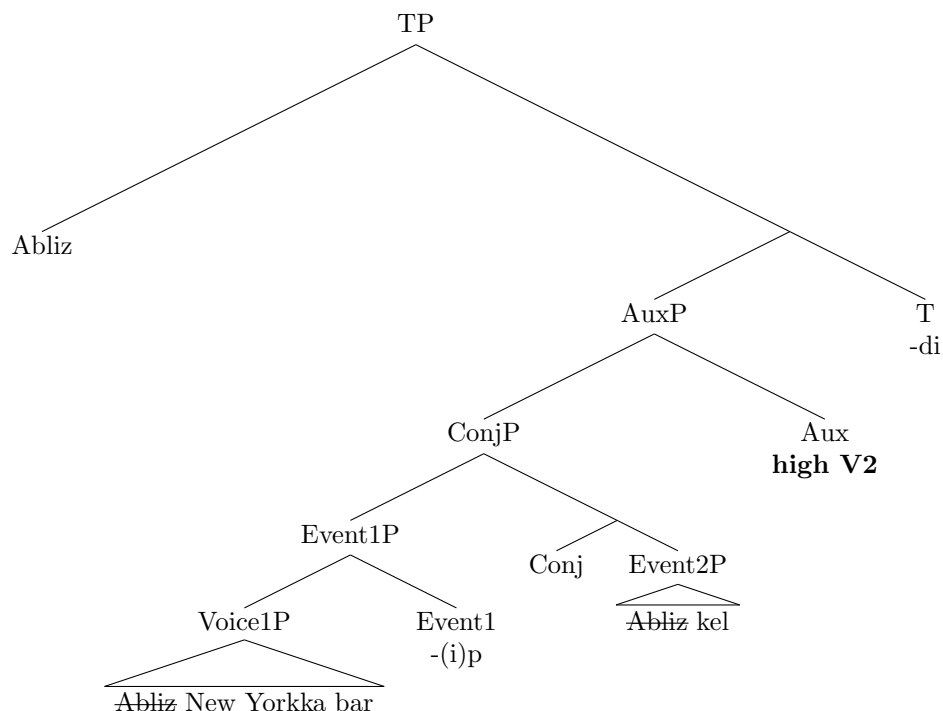 TP
Abliz
AuxP
T
-di
ConjP
Aux
high V2
Event1P
Conj
Event2P
Abliz kel
Voice1P
Event1
-(i)p
Abliz New Yorkka bar